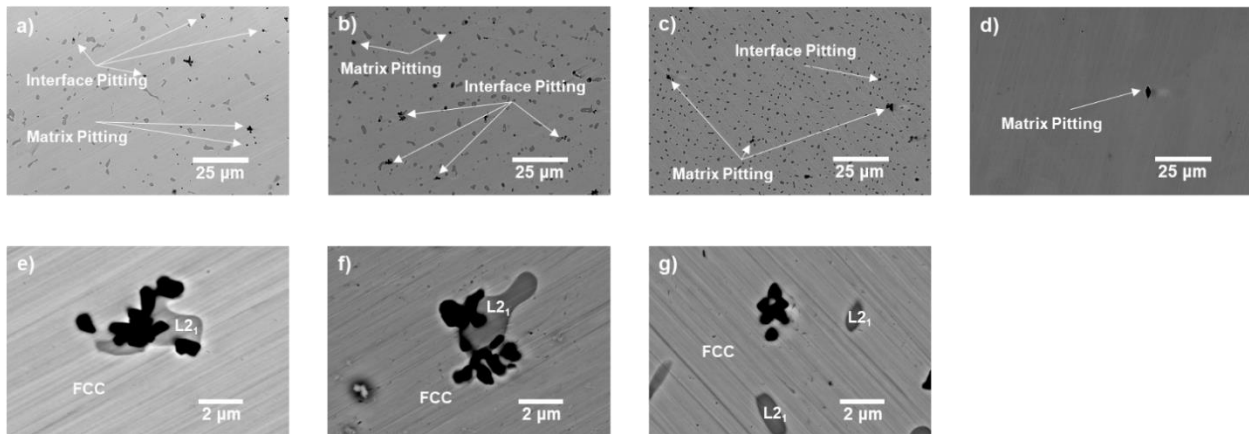 a)
Interface Pitting
Matrix Pitting
25 µm
b)
Matrix Pitting
Interface Pitting
25 µm
c)
Interface Pitting
Matrix Pitting
25 µm
d)
Matrix Pitting
25 µm
e)
L2₁
FCC
2 µm
f)
L2₁
FCC
2 µm
g)
L2₁
FCC
L2₁
2 µm